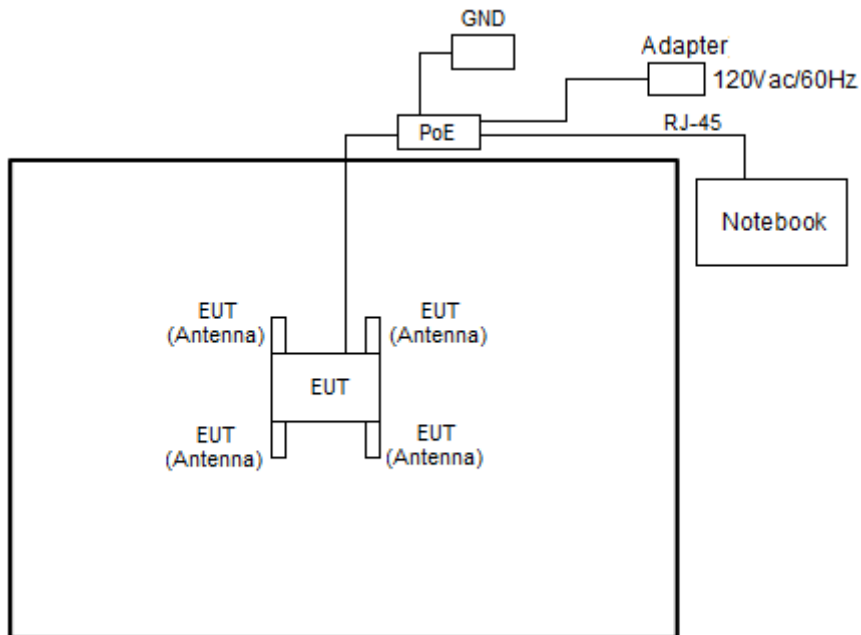 GND
Adapter
120Vac/60Hz
PoE
RJ-45
Notebook
EUT
(Antenna)
EUT
(Antenna)
EUT
EUT
(Antenna)
EUT
(Antenna)